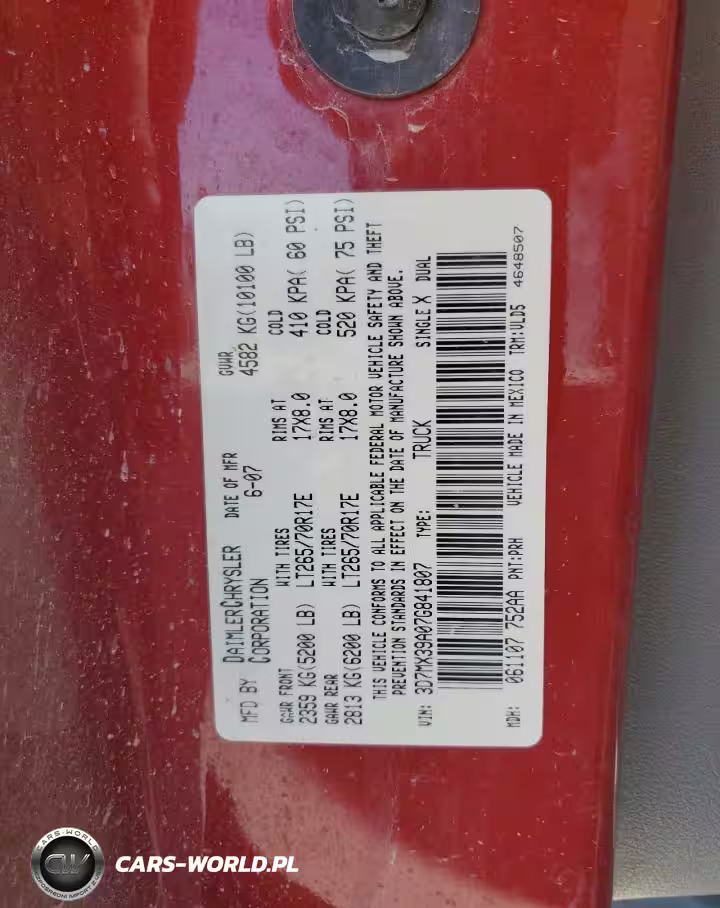 MFD BY DAIMLERCHRYSLER CORPORATION DATE OF MFR 6-07 GVWR 4582 KG(10100 LB)
GAWR FRONT WITH TIRES RIMS AT COLD
2359 KG(5200 LB) LT265/70R17E 17X8.0 410 KPA( 60 PSI)
GAWR REAR WITH TIRES RIMS AT COLD
2813 KG(6200 LB) LT265/70R17E 17X8.0 520 KPA( 75 PSI)
THIS VEHICLE CONFORMS TO ALL APPLICABLE FEDERAL MOTOR VEHICLE SAFETY AND THEFT
PREVENTION STANDARDS IN EFFECT ON THE DATE OF MANUFACTURE SHOWN ABOVE.
VIN: 3D7MX39A07G841807 TYPE: TRUCK SINGLE X DUAL
MDH: 061107 752AA PNT:PRH VEHICLE MADE IN MEXICO TRM:VLD5 4648507
CARS-WORLD
CW
CARS-WORLD.PL